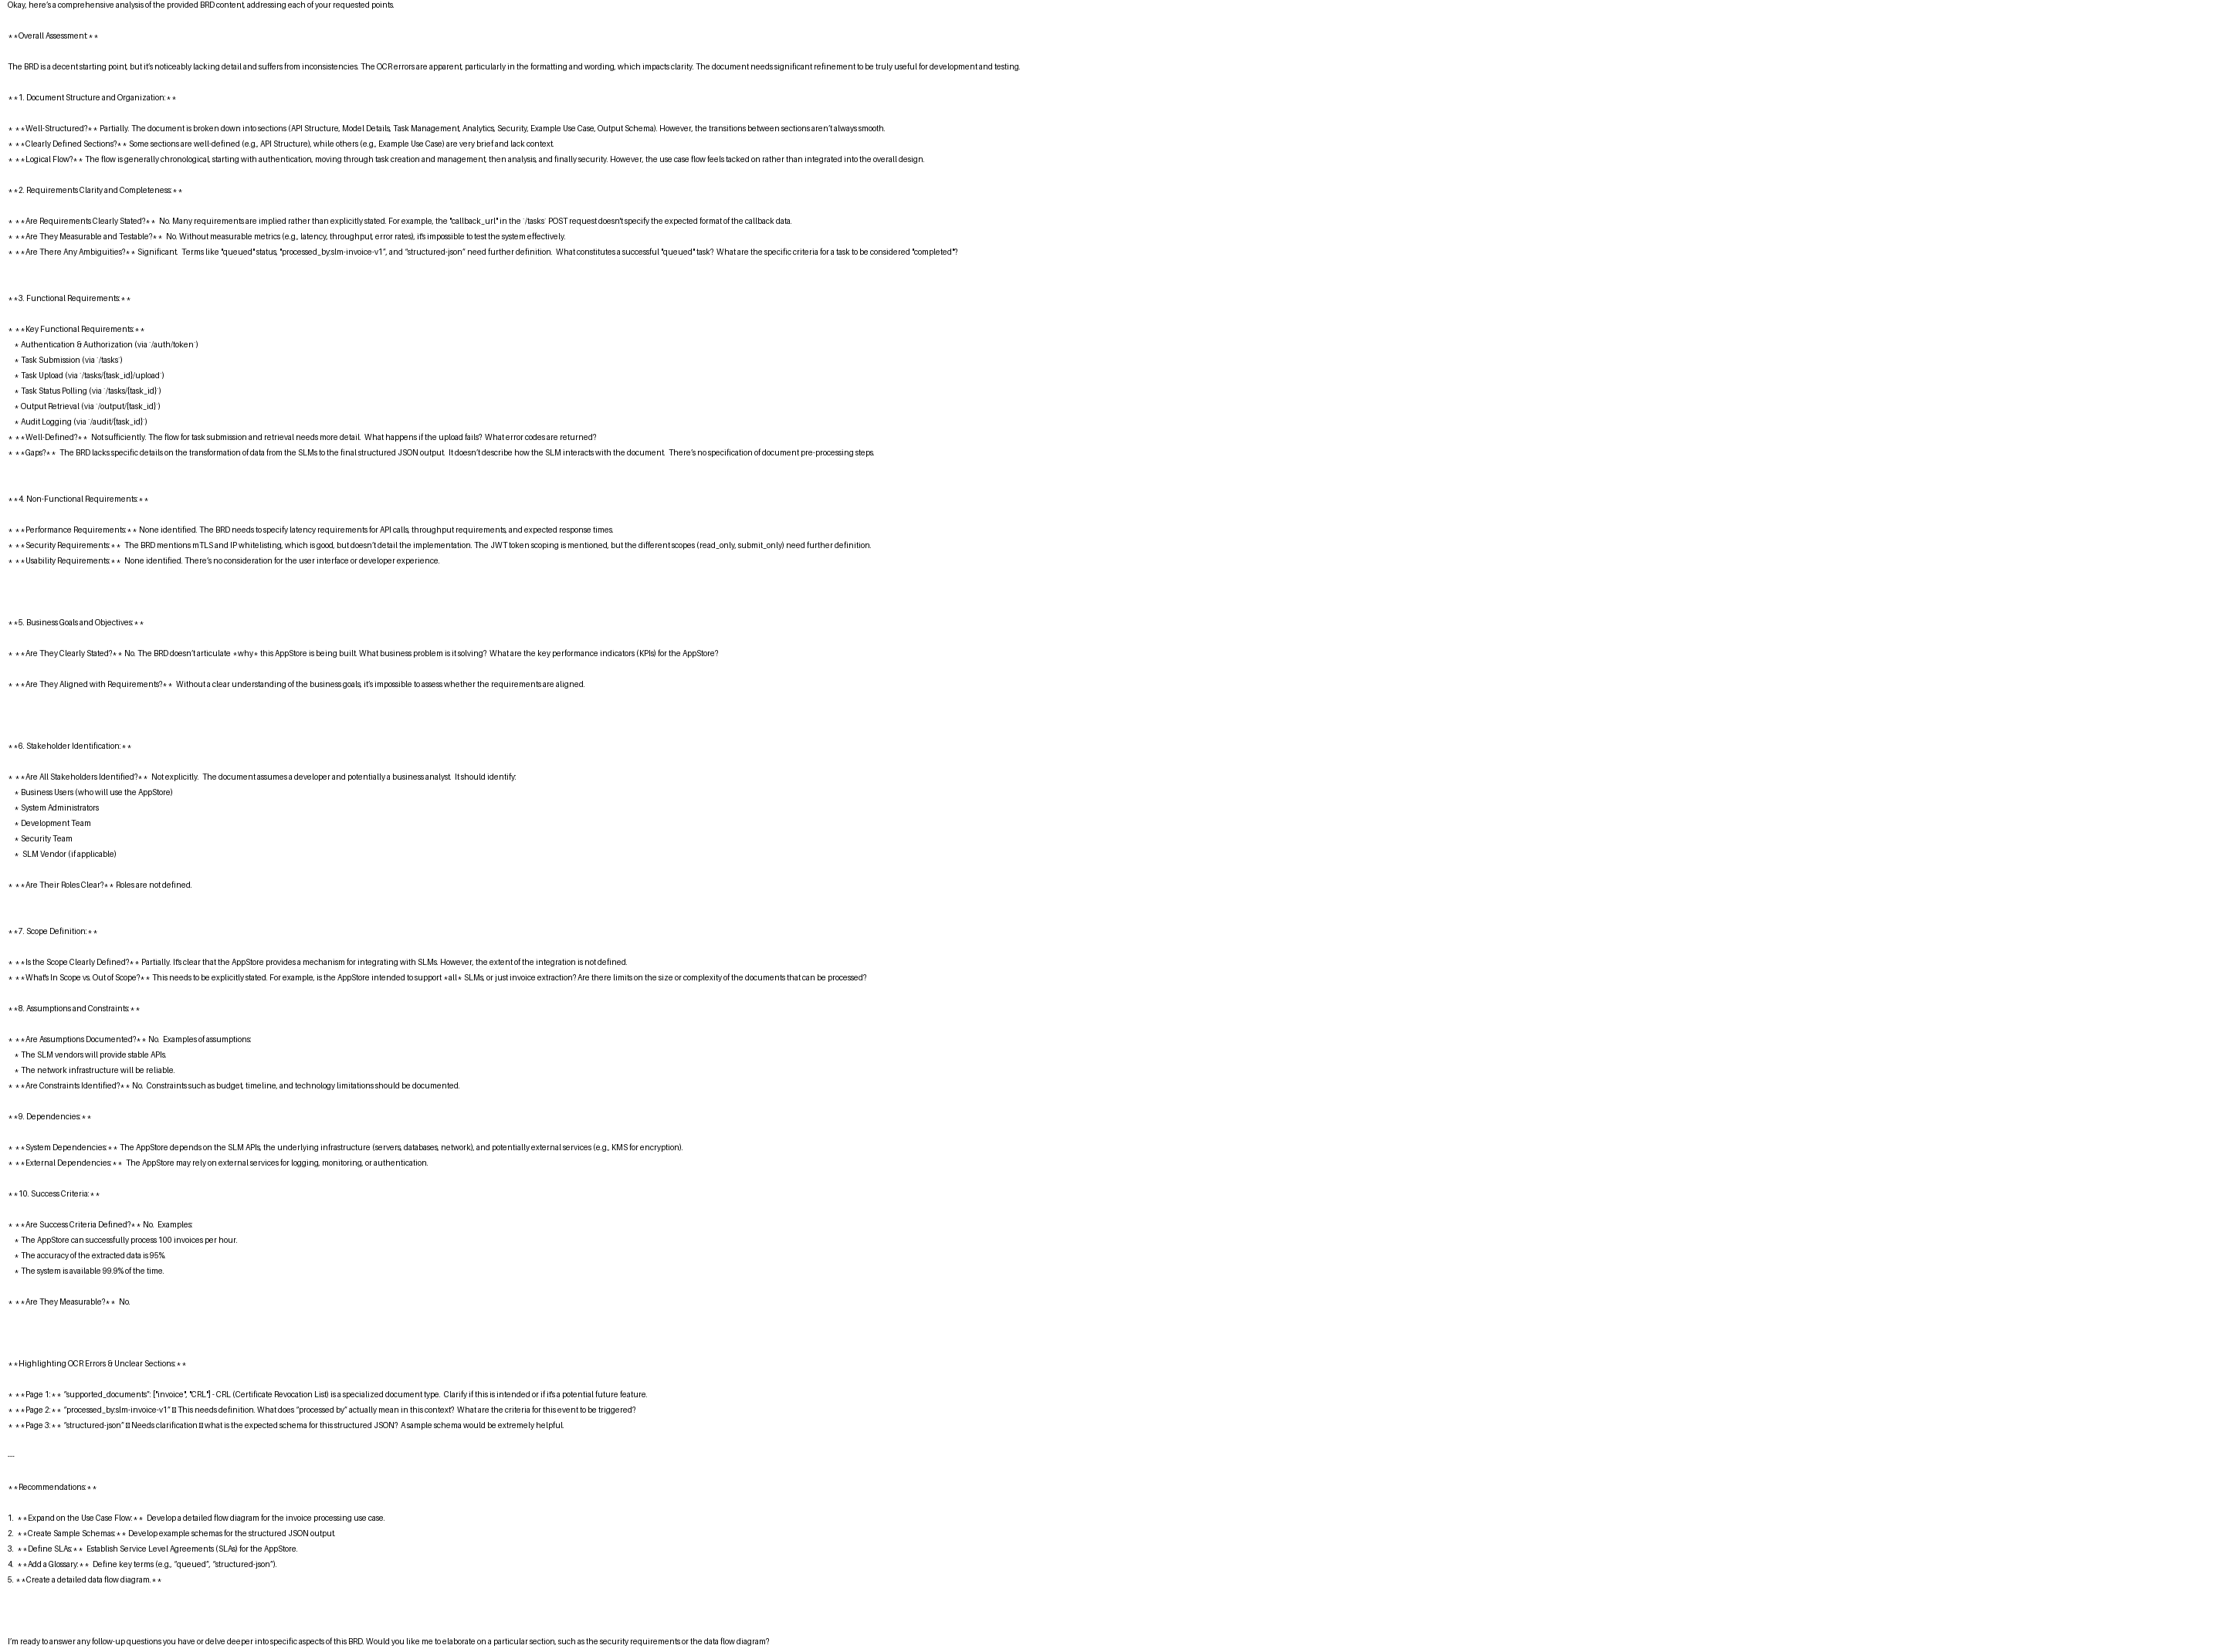 Okay, here's a comprehensive analysis of the provided BRD content, addressing each of your requested points.
**Overall Assessment:**
The BRD is a decent starting point, but it's noticeably lacking detail and suffers from inconsistencies. The OCR errors are apparent, particularly in the formatting and wording, which impacts clarity. The document needs significant refinement to be truly useful for development and testing.
**1. Document Structure and Organization:**
* **Well-Structured?** Partially. The document is broken down into sections (API Structure, Model Details, Task Management, Analytics, Security, Example Use Case, Output Schema). However, the transitions between sections aren't always smooth.
* **Clearly Defined Sections?** Some sections are well-defined (e.g., API Structure), while others (e.g., Example Use Case) are very brief and lack context.
* **Logical Flow?** The flow is generally chronological, starting with authentication, moving through task creation and management, then analysis, and finally security. However, the use case flow feels tacked on rather than integrated into the overall design.
**2. Requirements Clarity and Completeness:**
* **Are Requirements Clearly Stated?** No. Many requirements are implied rather than explicitly stated. For example, the "callback_url" in the `/tasks` POST request doesn't specify the expected format of the callback data.
* **Are They Measurable and Testable?** No. Without measurable metrics (e.g., latency, throughput, error rates), it's impossible to test the system effectively.
* **Are There Any Ambiguities?** Significant. Terms like "queued" status, "processed_by:slm-invoice-v1", and "structured-json" need further definition. What constitutes a successful "queued" task? What are the specific criteria for a task to be considered "completed"?
**3. Functional Requirements:**
* **Key Functional Requirements:**
* Authentication & Authorization (via `/auth/token`)
* Task Submission (via `/tasks`)
* Task Upload (via `/tasks/{task_id}/upload`)
* Task Status Polling (via `/tasks/{task_id}`)
* Output Retrieval (via `/output/{task_id}`)
* Audit Logging (via `/audit/{task_id}`)
* **Well-Defined?** Not sufficiently. The flow for task submission and retrieval needs more detail. What happens if the upload fails? What error codes are returned?
* **Gaps?** The BRD lacks specific details on the transformation of data from the SLMs to the final structured JSON output. It doesn't describe how the SLM interacts with the document. There's no specification of document pre-processing steps.
**4. Non-Functional Requirements:**
* **Performance Requirements:** None identified. The BRD needs to specify latency requirements for API calls, throughput requirements, and expected response times.
* **Security Requirements:** The BRD mentions mTLS and IP whitelisting, which is good, but doesn't detail the implementation. The JWT token scoping is mentioned, but the different scopes (read_only, submit_only) need further definition.
* **Usability Requirements:** None identified. There's no consideration for the user interface or developer experience.
**5. Business Goals and Objectives:**
* **Are They Clearly Stated?** No. The BRD doesn't articulate *why* this AppStore is being built. What business problem is it solving? What are the key performance indicators (KPIs) for the AppStore?
* **Are They Aligned with Requirements?** Without a clear understanding of the business goals, it's impossible to assess whether the requirements are aligned.
**6. Stakeholder Identification:**
* **Are All Stakeholders Identified?** Not explicitly. The document assumes a developer and potentially a business analyst. It should identify:
* Business Users (who will use the AppStore)
* System Administrators
* Development Team
* Security Team
* SLM Vendor (if applicable)
* **Are Their Roles Clear?** Roles are not defined.
**7. Scope Definition:**
* **Is the Scope Clearly Defined?** Partially. It's clear that the AppStore provides a mechanism for integrating with SLMs. However, the extent of the integration is not defined.
* **What's In Scope vs. Out of Scope?** This needs to be explicitly stated. For example, is the AppStore intended to support *all* SLMs, or just invoice extraction? Are there limits on the size or complexity of the documents that can be processed?
**8. Assumptions and Constraints:**
* **Are Assumptions Documented?** No. Examples of assumptions:
* The SLM vendors will provide stable APIs.
* The network infrastructure will be reliable.
* **Are Constraints Identified?** No. Constraints such as budget, timeline, and technology limitations should be documented.
**9. Dependencies:**
* **System Dependencies:** The AppStore depends on the SLM APIs, the underlying infrastructure (servers, databases, network), and potentially external services (e.g., KMS for encryption).
* **External Dependencies:** The AppStore may rely on external services for logging, monitoring, or authentication.
**10. Success Criteria:**
* **Are Success Criteria Defined?** No. Examples:
* The AppStore can successfully process 100 invoices per hour.
* The accuracy of the extracted data is 95%.
* The system is available 99.9% of the time.
* **Are They Measurable?** No.
**Highlighting OCR Errors & Unclear Sections:**
* **Page 1:** "supported_documents": ["invoice", "CRL"] - CRL (Certificate Revocation List) is a specialized document type. Clarify if this is intended or if it's a potential future feature.
* **Page 2:** "processed_by:slm-invoice-v1" This needs definition. What does "processed by" actually mean in this context? What are the criteria for this event to be triggered?
* **Page 3:** "structured-json" Needs clarification what is the expected schema for this structured JSON? A sample schema would be extremely helpful.
---
**Recommendations:**
1. **Expand on the Use Case Flow:** Develop a detailed flow diagram for the invoice processing use case.
2. **Create Sample Schemas:** Develop example schemas for the structured JSON output.
3. **Define SLAs:** Establish Service Level Agreements (SLAs) for the AppStore.
4. **Add a Glossary:** Define key terms (e.g., "queued", "structured-json").
5. **Create a detailed data flow diagram.**
I'm ready to answer any follow-up questions you have or delve deeper into specific aspects of this BRD. Would you like me to elaborate on a particular section, such as the security requirements or the data flow diagram?